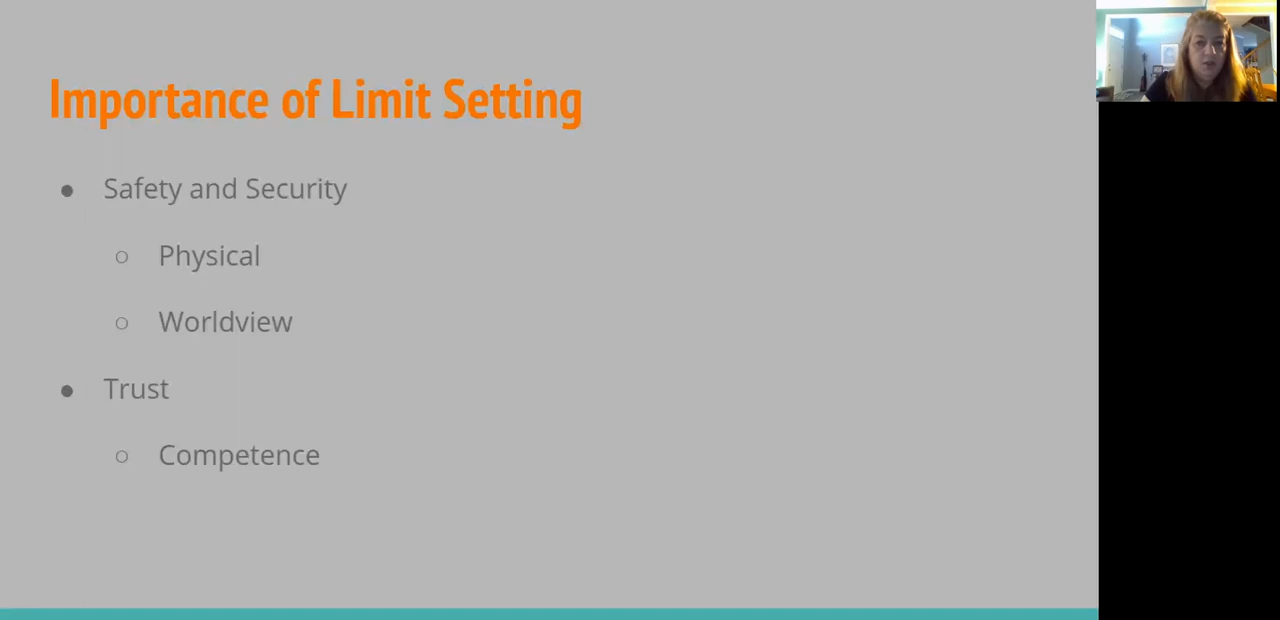 Importance of Limit Setting
● Safety and Security
○ Physical
○ Worldview
● Trust
○ Competence